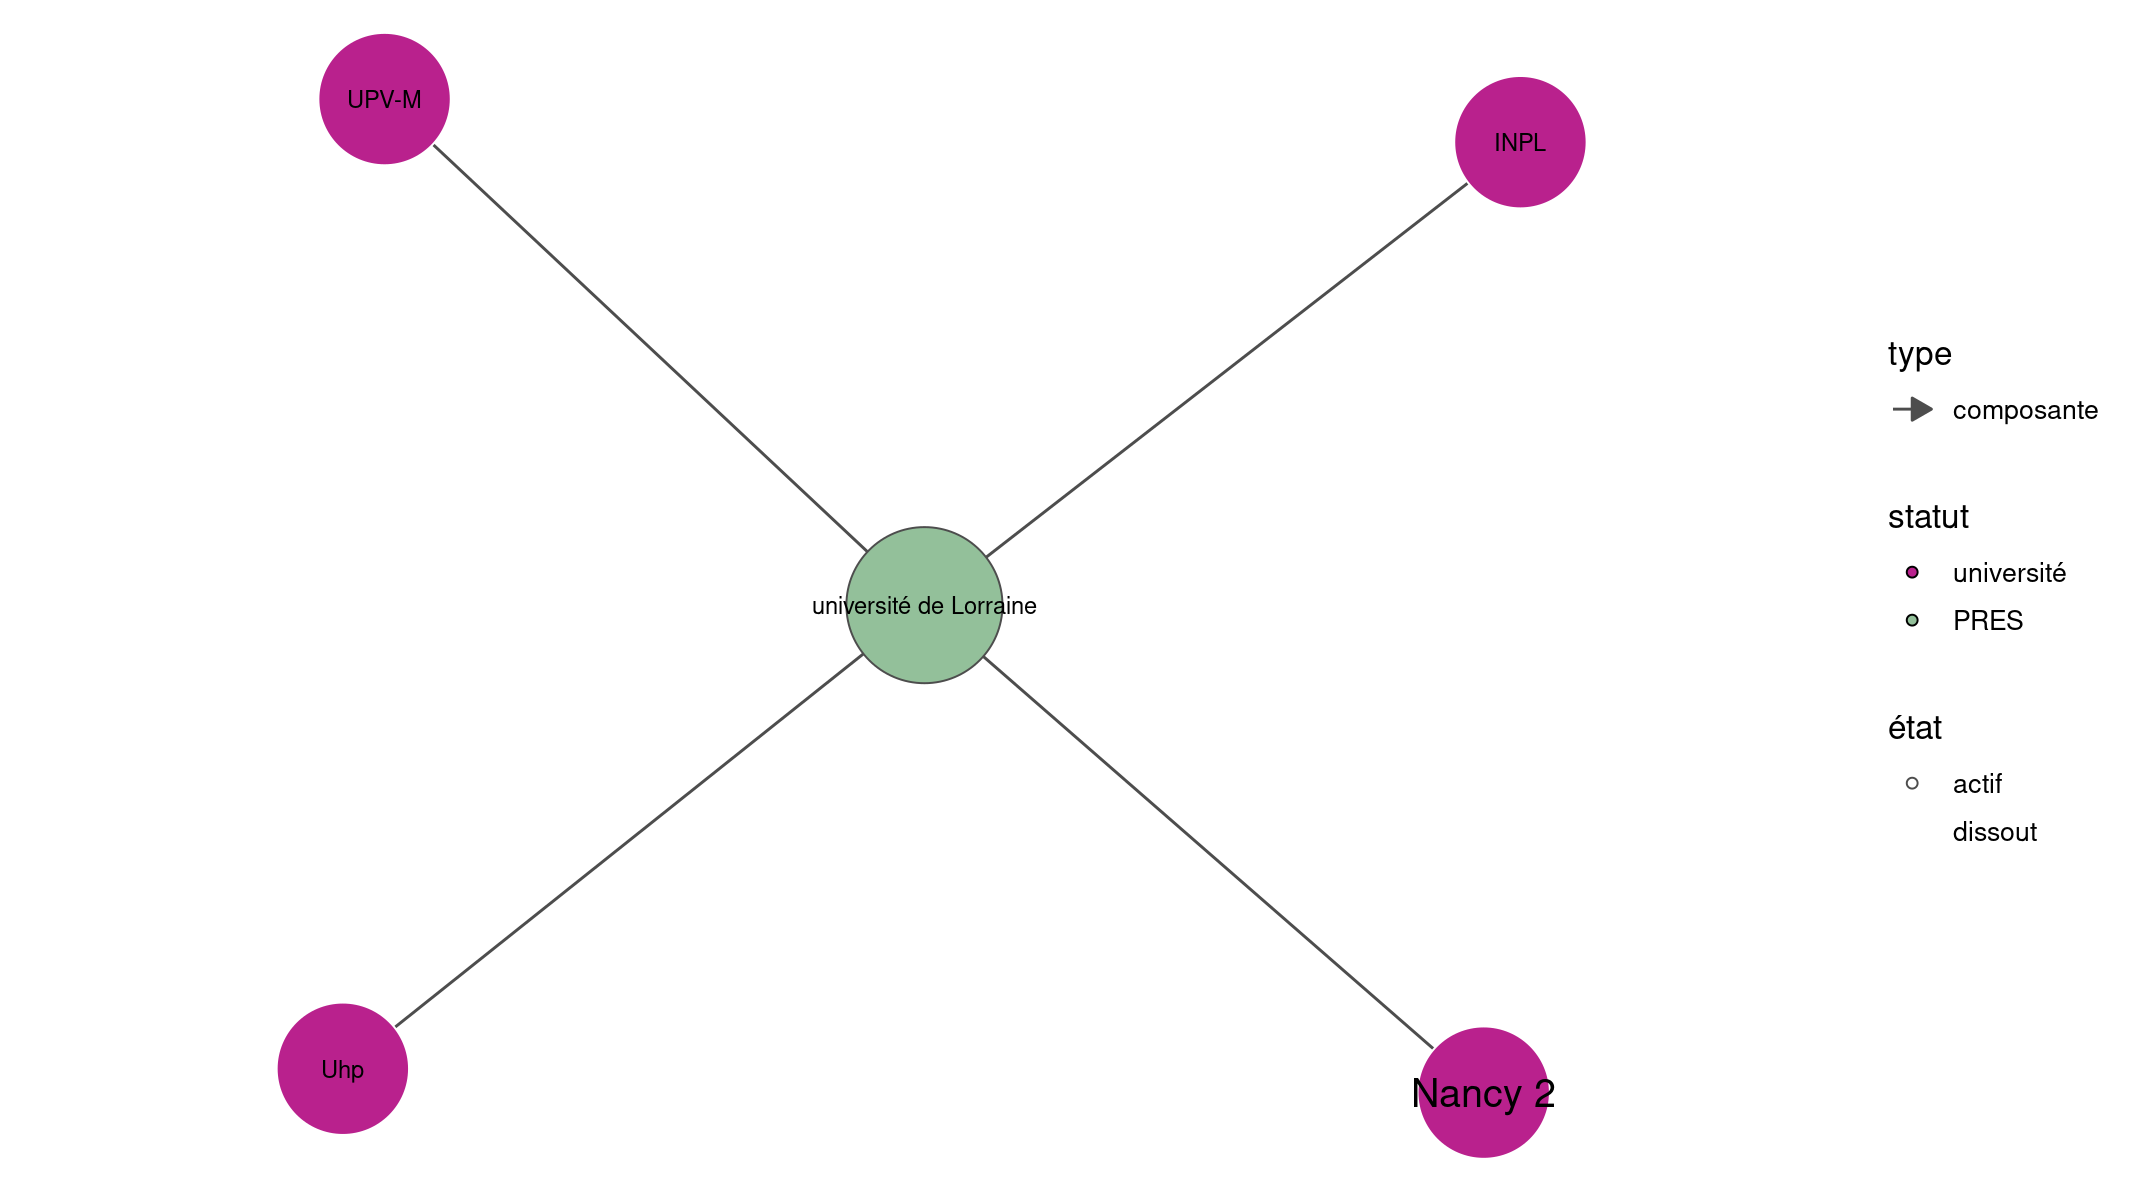 UPV-M
INPL
université de Lorraine
Uhp
Nancy 2
type
composante
statut
université
PRES
état
actif
dissout